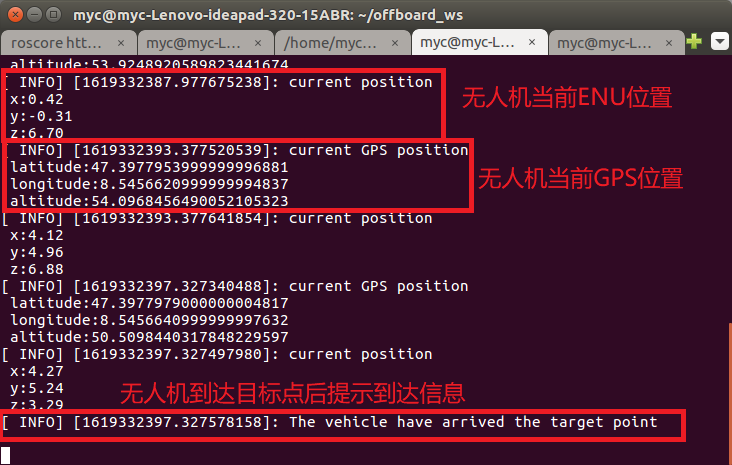 myc@myc-Lenovo-ideapad-320-15ABR: ~/offboard_ws
roscore htt... × myc@myc-L... × /home/myc... × myc@myc-L... × myc@myc-L... ×
altitude:53.92489205898234416​74
[ INFO] [1619332387.977675238]: current position
x:0.42
y:-0.31
z:6.70
无人机当前ENU位置
[ INFO] [1619332393.377520539]: current GPS position
latitude:47.3977953999999996881
longitude:8.5456620999999994837
altitude:54.0968456490052105323
无人机当前GPS位置
[ INFO] [1619332393.377641854]: current position
x:4.12
y:4.96
z:6.88
[ INFO] [1619332397.327340488]: current GPS position
latitude:47.3977979000000004817
longitude:8.5456640999999997632
altitude:50.5098440317848229597
[ INFO] [1619332397.327497980]: current position
x:4.27
y:5.24
z:3.29
无人机到达目标点后提示到达信息
[ INFO] [1619332397.327578158]: The vehicle have arrived the target point